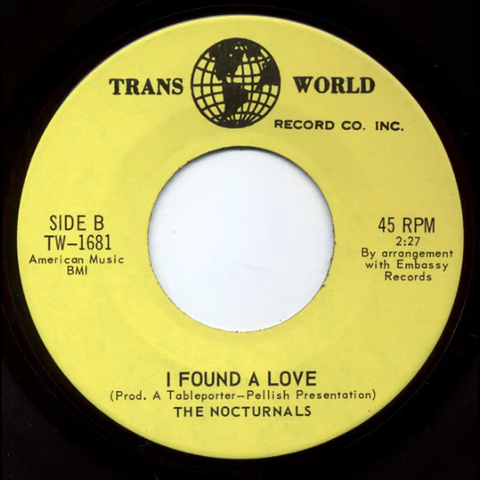 TRANS WORLD
RECORD CO. INC.
SIDE B
TW-1681
American Music
BMI
45 RPM
2:27
By arrangement
with Embassy
Records
I FOUND A LOVE
(Prod. A Tableporter-Pellish Presentation)
THE NOCTURNALS